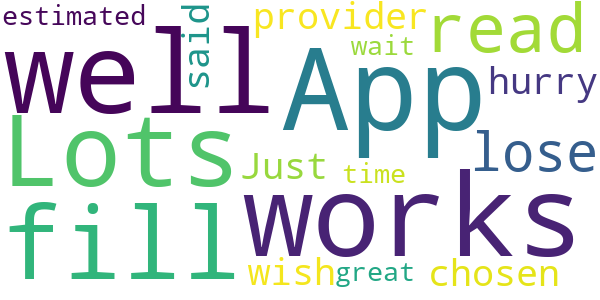 estimated said provider read
well App wait hurry
Lots Just time lose
fill works
wish great chosen